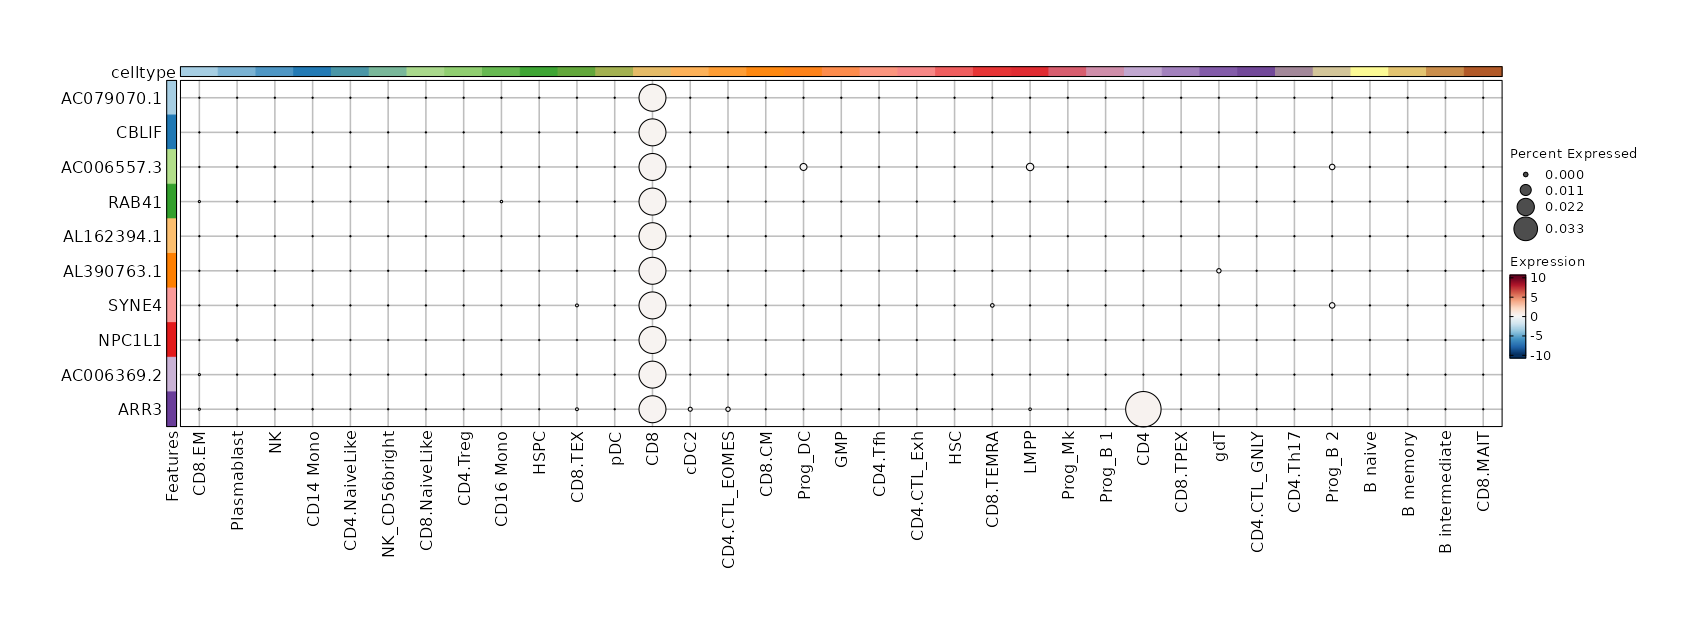 celltype
AC079070.1
CBLIF
AC006557.3
RAB41
AL162394.1
AL390763.1
SYNE4
NPC1L1
AC006369.2
ARR3
Features
CD8.EM
Plasmablast
NK
CD14 Mono
CD4.NaiveLike
NK_CD56bright
CD8.NaiveLike
CD4.Treg
CD16 Mono
HSPC
CD8.TEX
pDC
CD8
cDC2
CD4.CTL_EOMES
CD8.CM
Prog_DC
GMP
CD4.Tfh
CD4.CTL_Exh
HSC
CD8.TEMRA
LMPP
Prog_Mk
Prog_B 1
CD4
CD8.TPEX
gdT
CD4.CTL_GNLY
CD4.Th17
Prog_B 2
B naive
B memory
B intermediate
CD8.MAIT
Percent Expressed
0.000
0.011
0.022
0.033
Expression
10
5
0
-5
-10